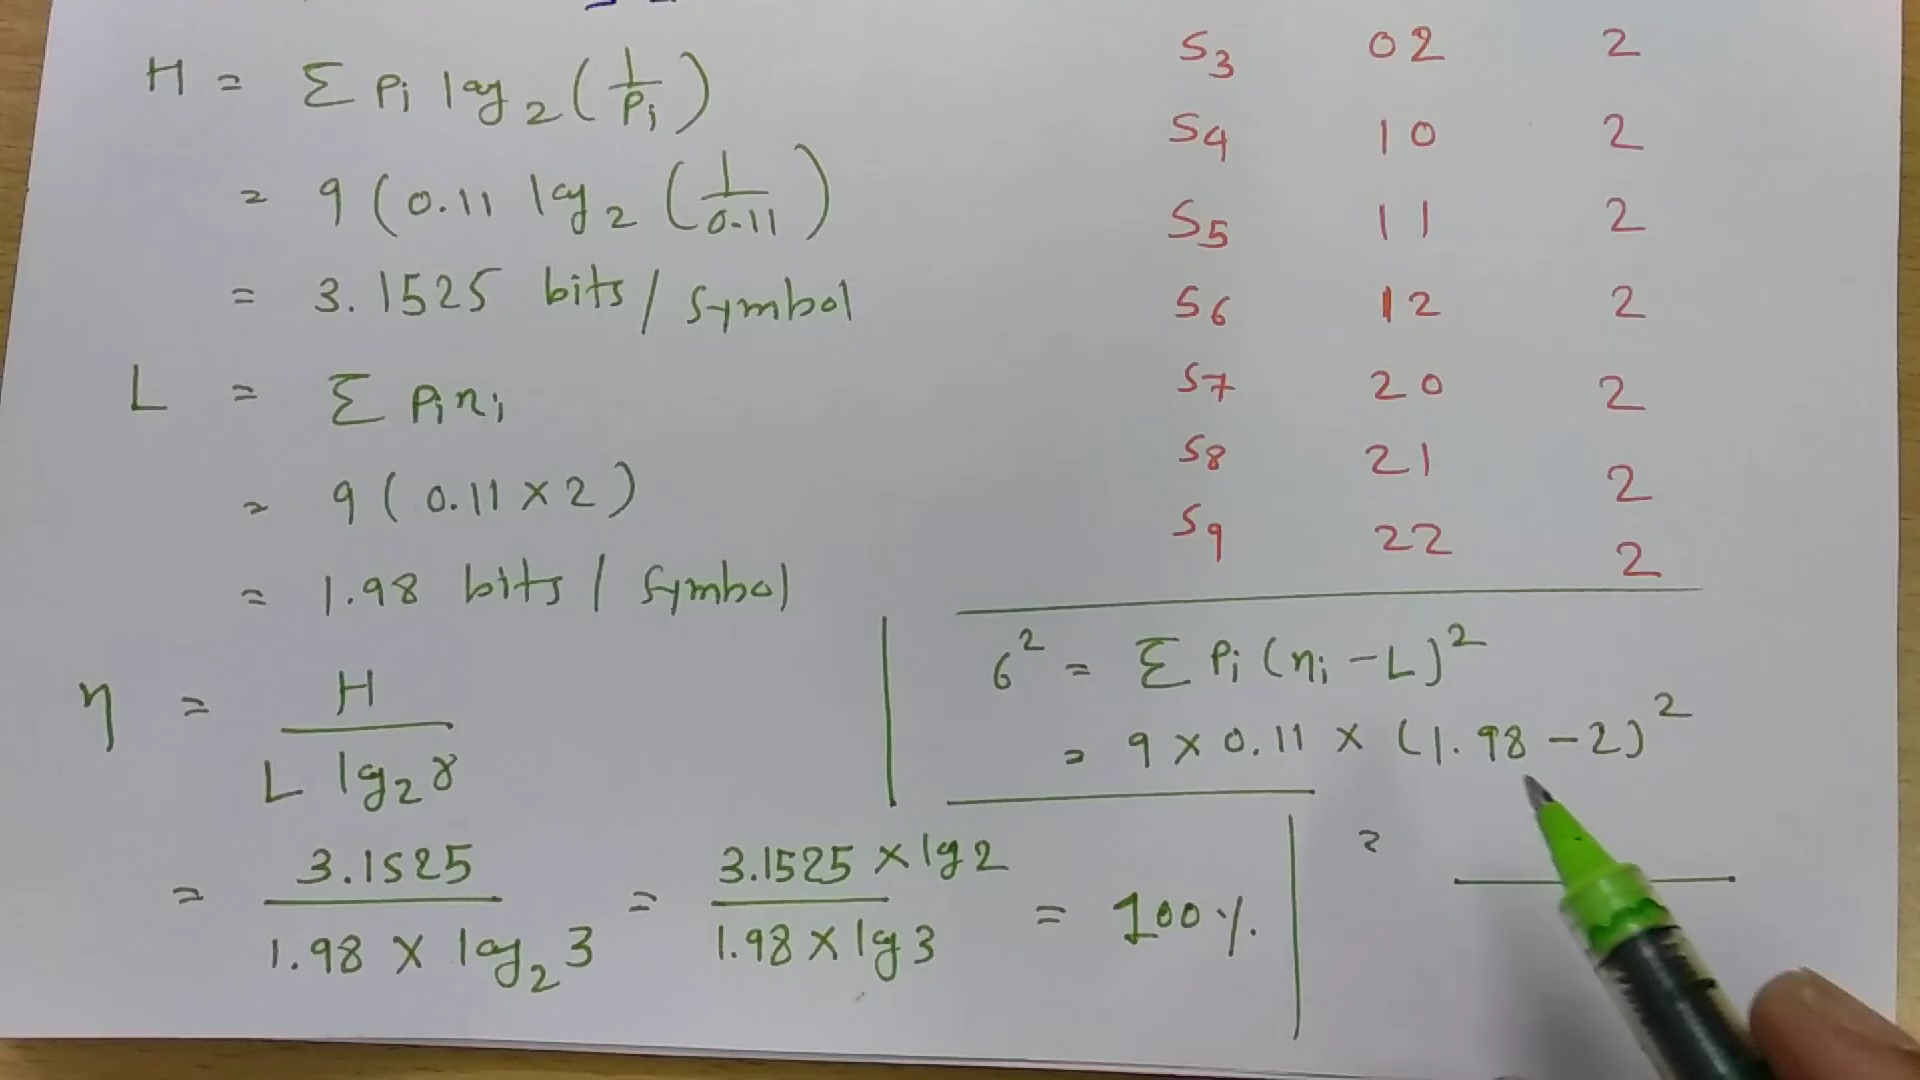 H = Σ Pi log2 (1/Pi)
= 9 (0.11 log2 (1/0.11)
= 3.1525 bits / symbol
L = Σ Pi ni
= 9 ( 0.11 × 2 )
= 1.98 bits / symbol
η = H / L log2 r
= 3.1525 / 1.98 × log2 3 = 3.1525 × log 2 / 1.98 × log 3 = 100 %.
S3 02 2
S4 10 2
S5 11 2
S6 12 2
S7 20 2
S8 21 2
S9 22 2
6² = Σ Pi (ni - L)²
= 9 × 0.11 × (1.98 - 2)²
=